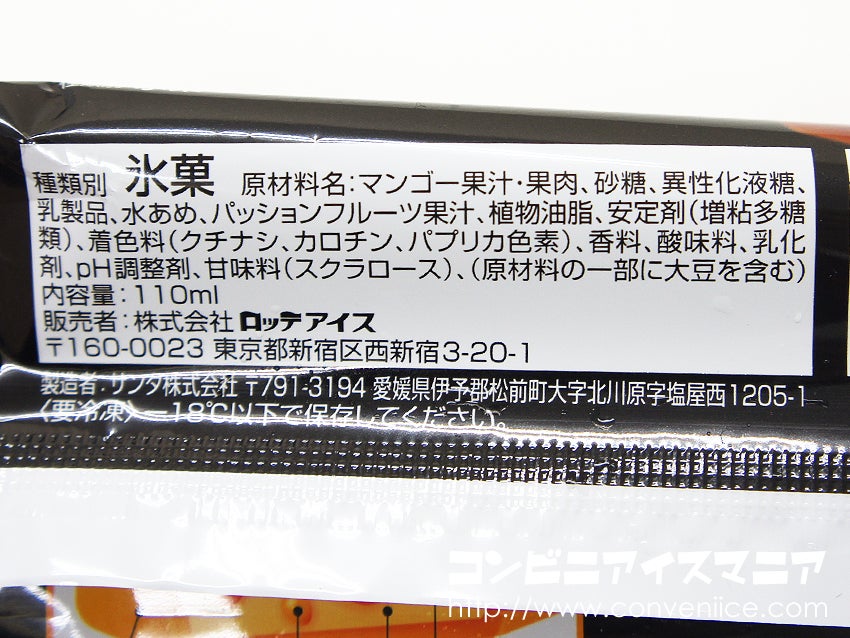 種類別 氷菓 原材料名:マンゴー果汁・果肉、砂糖、異性化液糖、
乳製品、水あめ、パッションフルーツ果汁、植物油脂、安定剤(増粘多糖
類)、着色料(クチナシ、カロチン、パプリカ色素)、香料、酸味料、乳化
剤、pH調整剤、甘味料(スクラロース)、(原材料の一部に大豆を含む)
内容量:110ml
販売者:株式会社ロッテアイス
〒160-0023 東京都新宿区西新宿3-20-1
製造者:サンタ株式会社 〒791-3194 愛媛県伊予郡松前町大字北川原字塩屋西1205-1
〈要冷凍〉-18℃以下で保存してください。
コンビニアイスマニア
http://www.conveniice.com/